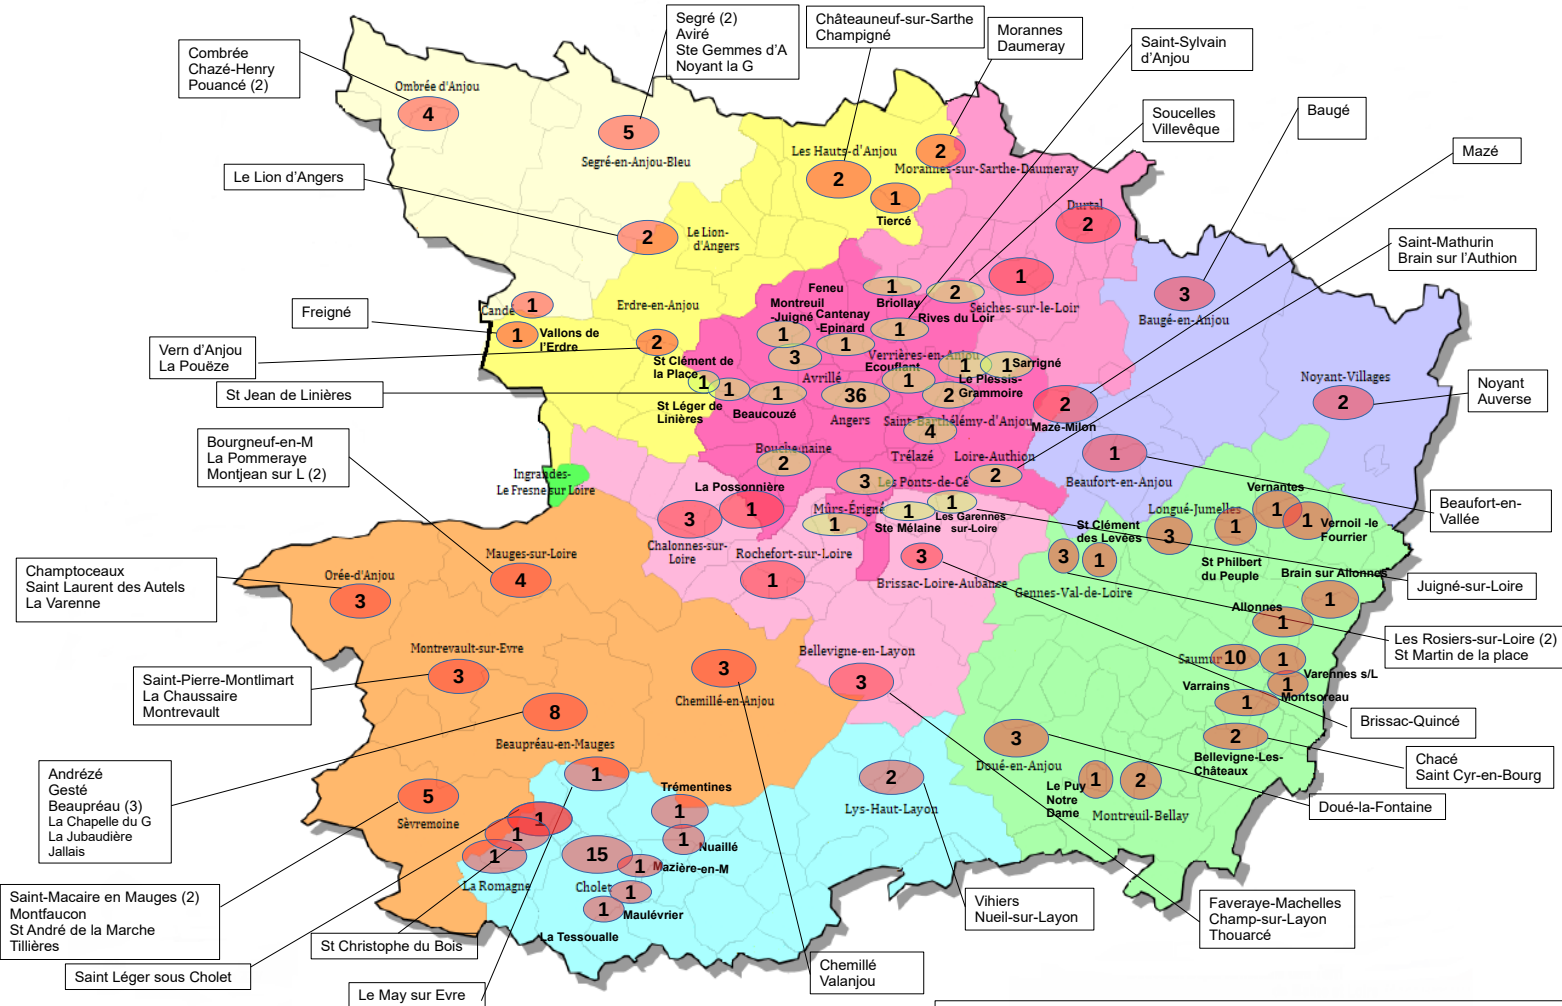 Segré (2)
Aviré
Ste Gemmes d'A
Noyant la G
Châteauneuf-sur-Sarthe
Champigné
Morannes
Daumeray
Saint-Sylvain
d'Anjou
Combrée
Chazé-Henry
Pouancé (2)
Soucelles
Villevêque
Baugé
Mazé
Le Lion d'Angers
Saint-Mathurin
Brain sur l'Authion
Freigné
Vern d'Anjou
La Pouëze
St Jean de Linières
Noyant
Auverse
Bourgneuf-en-M
La Pommeraye
Montjean sur L (2)
Beaufort-en-
Vallée
Champtoceaux
Saint Laurent des Autels
La Varenne
Juigné-sur-Loire
Les Rosiers-sur-Loire (2)
St Martin de la place
Saint-Pierre-Montlimart
La Chaussaire
Montrevault
Brissac-Quincé
Chacé
Saint Cyr-en-Bourg
Andrézé
Gesté
Beaupréau (3)
La Chapelle du G
La Jubaudière
Jallais
Doué-la-Fontaine
Saint-Macaire en Mauges (2)
Montfaucon
St André de la Marche
Tillières
St Christophe du Bois
Saint Léger sous Cholet
Le May sur Evre
Chemillé
Valanjou
Vihiers
Nueil-sur-Layon
Faveraye-Machelles
Champ-sur-Layon
Thouarcé
Ombrée d'Anjou
4
5
Segré-en-Anjou-Bleu
Les Hauts-d'Anjou
2
2
Morannes-sur-Sarthe-Daumeray
1
Tiercé
Durtal
2
2
Le Lion-
d'Angers
1
Seiches-sur-le-Loir
3
Baugé-en-Anjou
Candé
1
1
Vallons de
l'Erdre
Erdre-en-Anjou
2
Feneu
1
Briollay
2
Rives du Loir
Montreuil
-Juigné
1
Cantenay
-Epinard
1
1
Verrières-en-Anjou
3
Avrillé
Ecouflant
1
1
1
Sarrigné
Le Plessis-
Grammoire
2
St Clément de
la Place
1
1
St Léger de
Linières
1
Beaucouzé
36
Angers
Saint-Barthélémy-d'Anjou
4
Trélazé
2
Mazé-Milon
Noyant-Villages
2
Bouchemaine
2
Loire-Authion
2
1
Beaufort-en-Anjou
Ingrandes-
Le Fresne sur Loire
La Possonnière
1
3
Les Ponts-de-Cé
3
Chalonnes-sur-
Loire
Mûrs-Érigné
1
1
Ste Mélaine
1
Les Garennes
sur-Loire
Rochefort-sur-Loire
1
3
Brissac-Loire-Aubance
St Clément
des Levées
3
1
Gennes-Val-de-Loire
Longué-Jumelles
3
Vernantes
1
1
1
Vernoil -le
Fourrier
St Philbert
du Peuple
Brain sur Allonnes
1
Allonnes
1
Mauges-sur-Loire
4
Orée-d'Anjou
3
Montrevault-sur-Evre
3
8
Beaupréau-en-Mauges
3
Chemillé-en-Anjou
Bellevigne-en-Layon
3
Saumur
10
1
Varennes s/L
1
Montsoreau
Varrains
1
2
Bellevigne-Les-
Châteaux
3
Doué-en-Anjou
Le Puy
Notre
Dame
1
2
Montreuil-Bellay
5
Sèvremoine
1
Trémentines
1
2
Lys-Haut-Layon
1
1
1
La Romagne
15
Cholet
1
Nuaillé
1
Mazière-en-M
1
Maulévrier
1
La Tessoualle